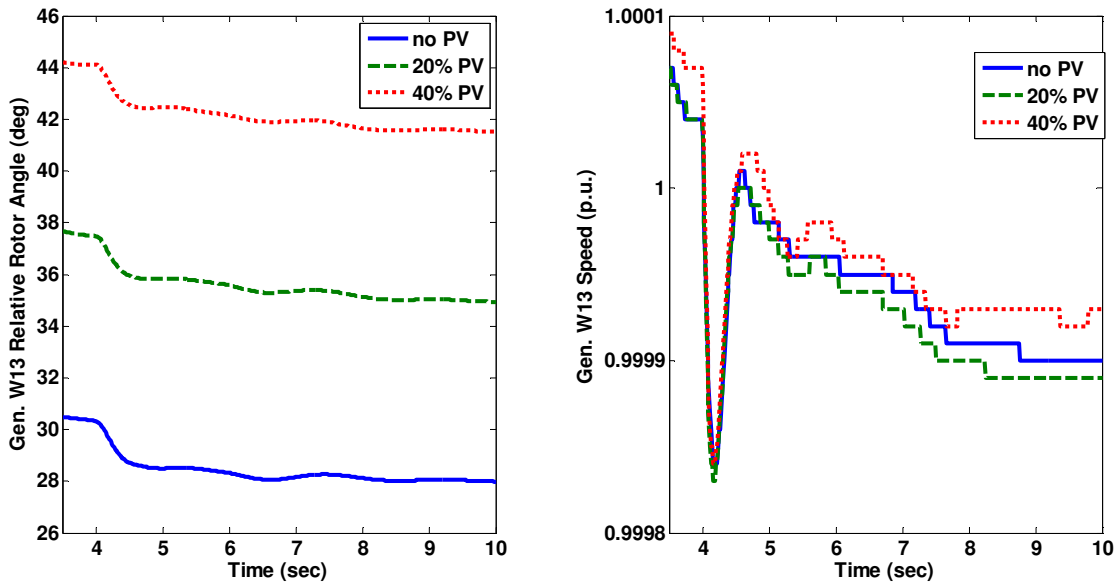 46
44
42
40
38
36
34
32
30
28
26
4
5
6
7
8
9
10
Time (sec)
Gen. W13 Relative Rotor Angle (deg)
no PV
20% PV
40% PV
1.0001
1
0.9999
0.9998
4
5
6
7
8
9
10
Time (sec)
Gen. W13 Speed (p.u.)
no PV
20% PV
40% PV